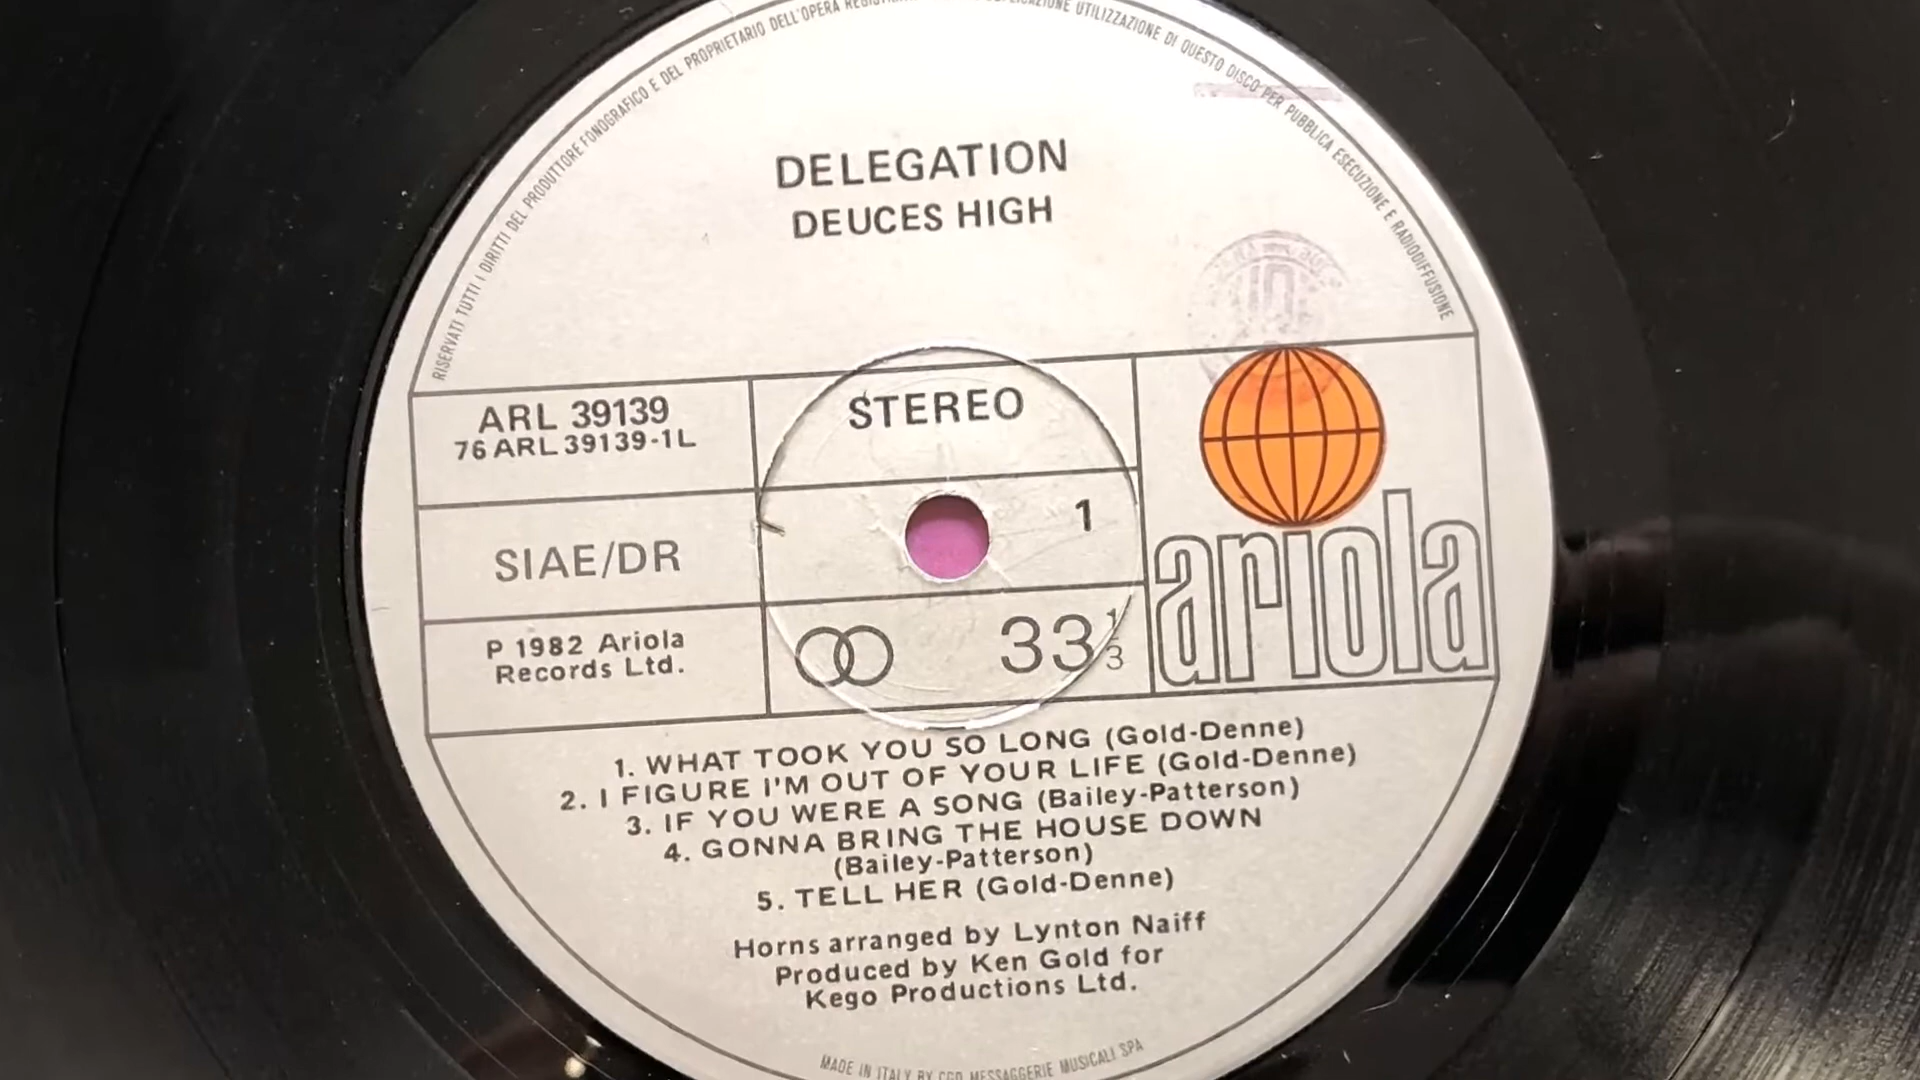 RISERVATI TUTTI I DIRITTI DEL PRODUTTORE FONOGRAFICO E DEL PROPRIETARIO DELL'OPERA UTILIZZAZIONE DI QUESTO DISCO PER PUBBLICA ESECUZIONE E RADIODIFFUSIONE
DELEGATION
DEUCES HIGH
ARL 39139
76 ARL 39139-1L
STEREO
SIAE/DR
1
P 1982 Ariola
Records Ltd.
33 1/3
ariola
1. WHAT TOOK YOU SO LONG (Gold-Denne)
2. I FIGURE I'M OUT OF YOUR LIFE (Gold-Denne)
3. IF YOU WERE A SONG (Bailey-Patterson)
4. GONNA BRING THE HOUSE DOWN
(Bailey-Patterson)
5. TELL HER (Gold-Denne)
Horns arranged by Lynton Naiff
Produced by Ken Gold for
Kego Productions Ltd.
MADE IN ITALY BY CGD MESSAGGERIE MUSICALI SPA